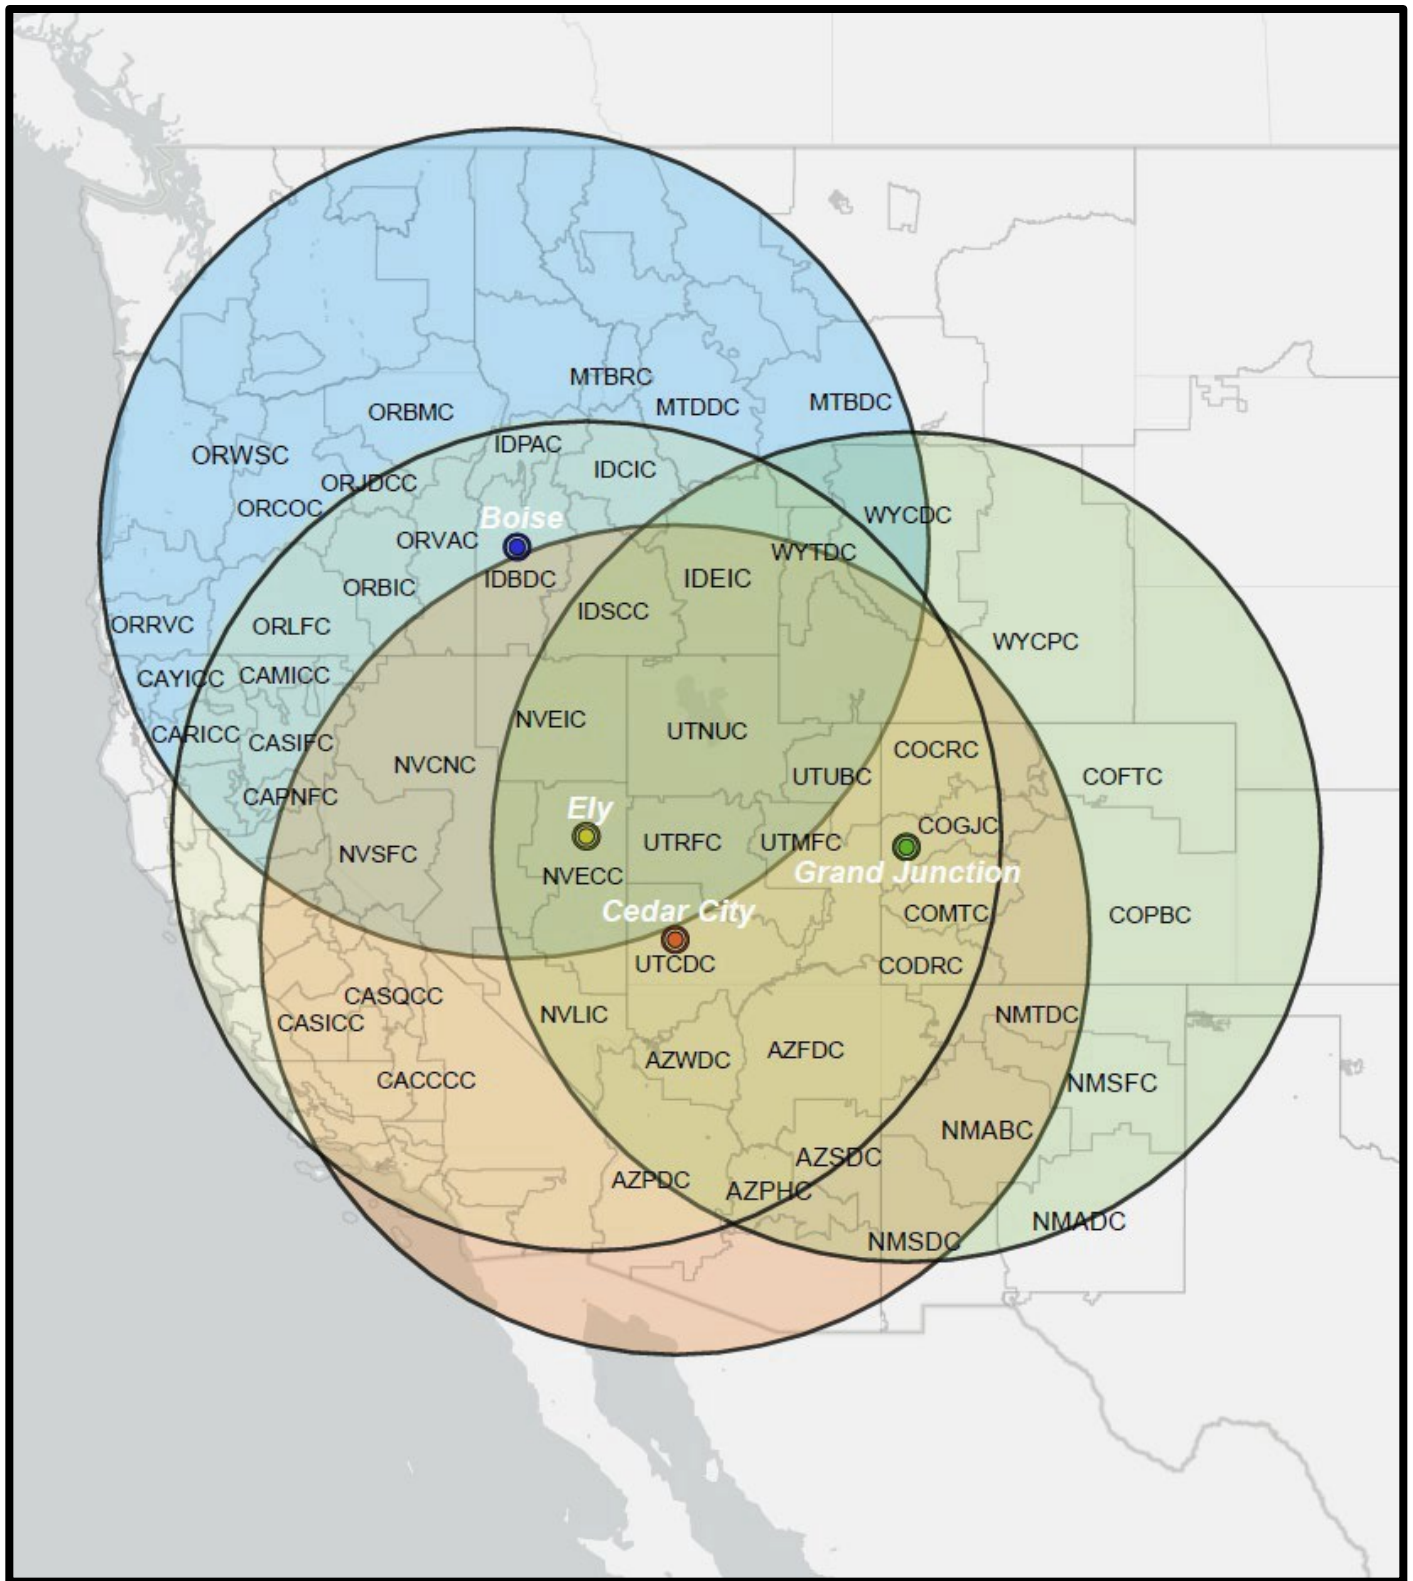 MTBRC
MTDDC
MTBDC
ORBMC
IDPAC
ORWSC
IDCIC
ORJDCC
ORCOC
Boise
WYCDC
ORVAC
WYTDC
IDBDC
IDEIC
ORBIC
IDSCC
ORRVC
ORLFC
WYCPC
CAYICC
CAMICC
NVEIC
UTNUC
CARICC
CASIFC
COCRC
NVCNC
UTUBC
COFTC
CAPNFC
Ely
COGJC
UTRFC
UTMFC
NVSFC
Grand Junction
NVECC
Cedar City
COMTC
COPBC
UTCDC
CODRC
CASQCC
NVLIC
NMTDC
CASICC
AZWDC
AZFDC
CACCCC
NMSFC
NMABC
AZSDC
AZPDC
AZPHC
NMADC
NMSDC